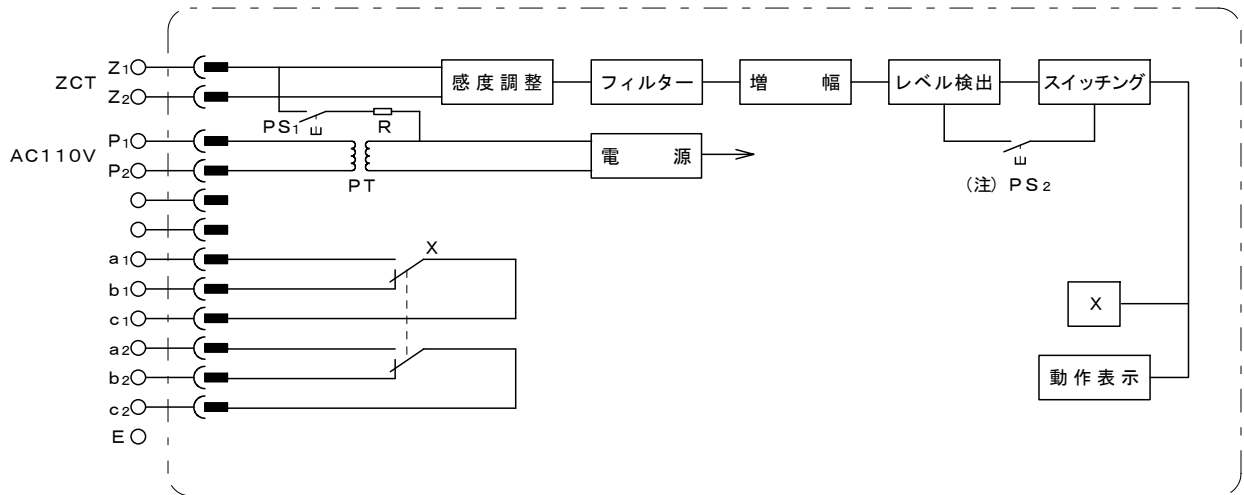 ZCT
Z1
Z2
感度調整
フィルター
増幅
レベル検出
スイッチング
PS1
R
AC110V
P1
P2
PT
電源
(注) PS2
a1
b1
c1
X
a2
b2
c2
E
X
動作表示